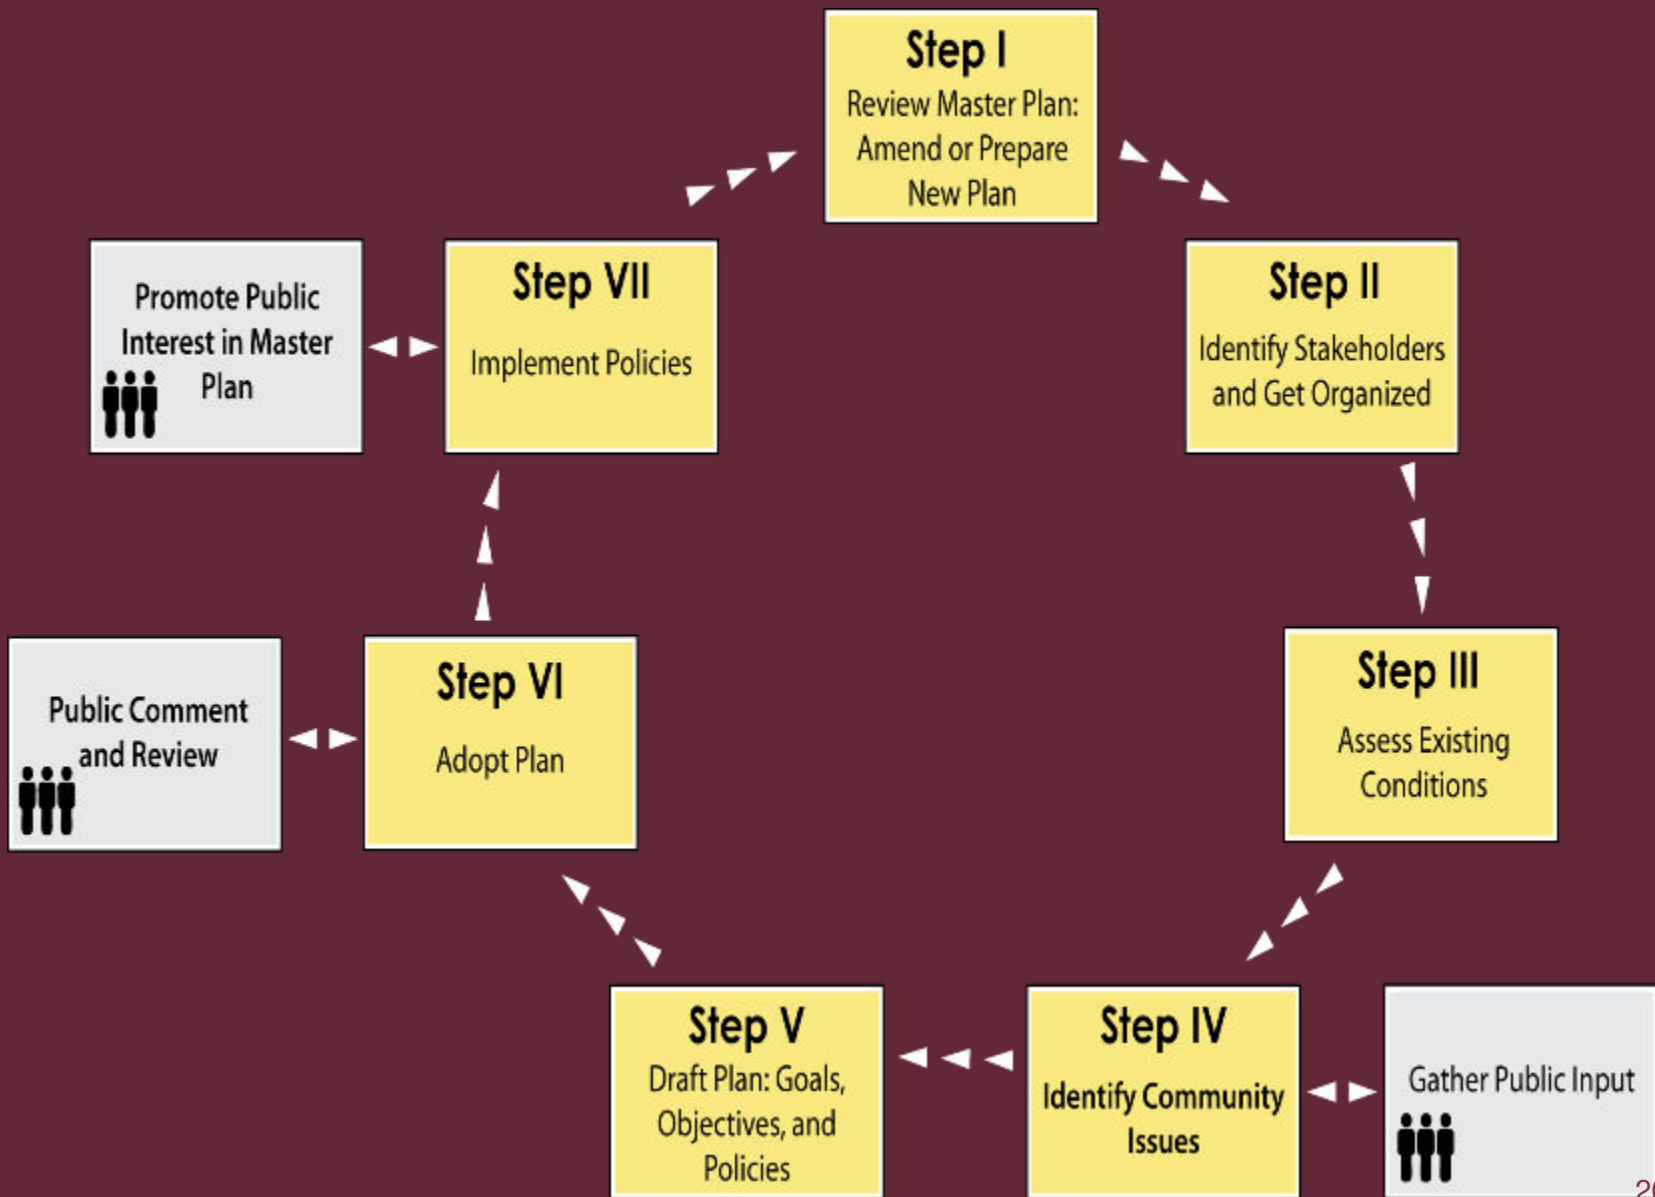 Step I
Review Master Plan:
Amend or Prepare
New Plan
Step II
Identify Stakeholders
and Get Organized
Step III
Assess Existing
Conditions
Step IV
Identify Community
Issues
Gather Public Input
Step V
Draft Plan: Goals,
Objectives, and
Policies
Step VI
Adopt Plan
Public Comment
and Review
Step VII
Implement Policies
Promote Public
Interest in Master
Plan